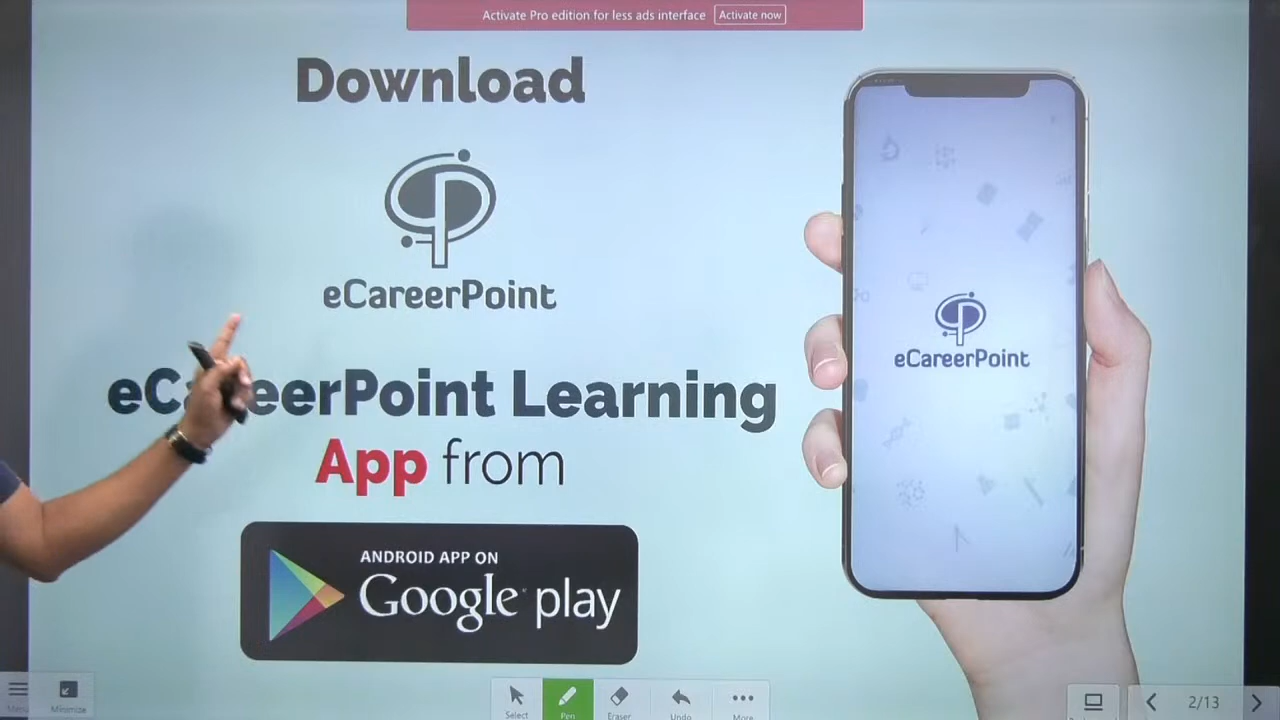 Activate Pro edition for less ads interface Activate now
Download
eCareerPoint
eCareerPoint Learning
App from
ANDROID APP ON
Google play
eCareerPoint
Menu
Minimize
Select
Pen
Eraser
Undo
More
2/13